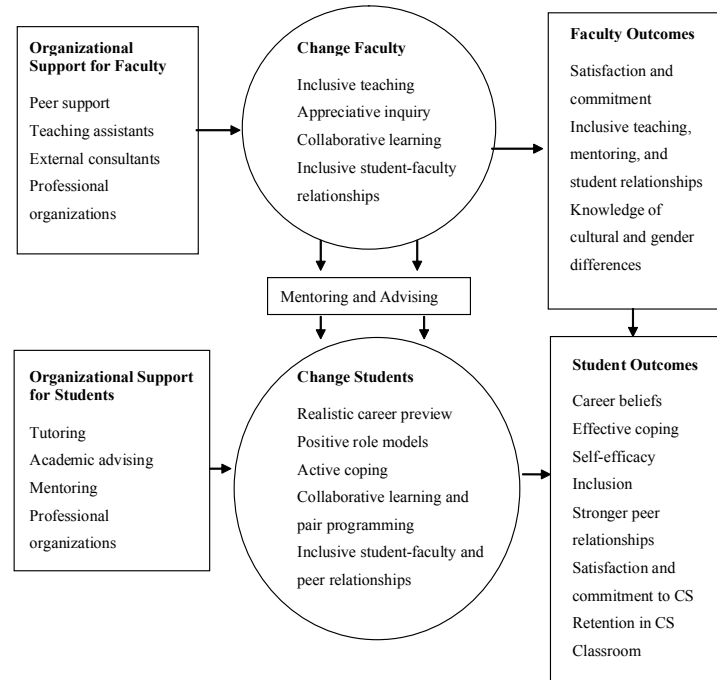 Organizational
Support for Faculty
Peer support
Teaching assistants
External consultants
Professional
organizations
Change Faculty
Inclusive teaching
Appreciative inquiry
Collaborative learning
Inclusive student-faculty
relationships
Faculty Outcomes
Satisfaction and
commitment
Inclusive teaching,
mentoring, and
student relationships
Knowledge of
cultural and gender
differences
Mentoring and Advising
Organizational Support
for Students
Tutoring
Academic advising
Mentoring
Professional
organizations
Change Students
Realistic career preview
Positive role models
Active coping
Collaborative learning and
pair programming
Inclusive student-faculty and
peer relationships
Student Outcomes
Career beliefs
Effective coping
Self-efficacy
Inclusion
Stronger peer
relationships
Satisfaction and
commitment to CS
Retention in CS
Classroom